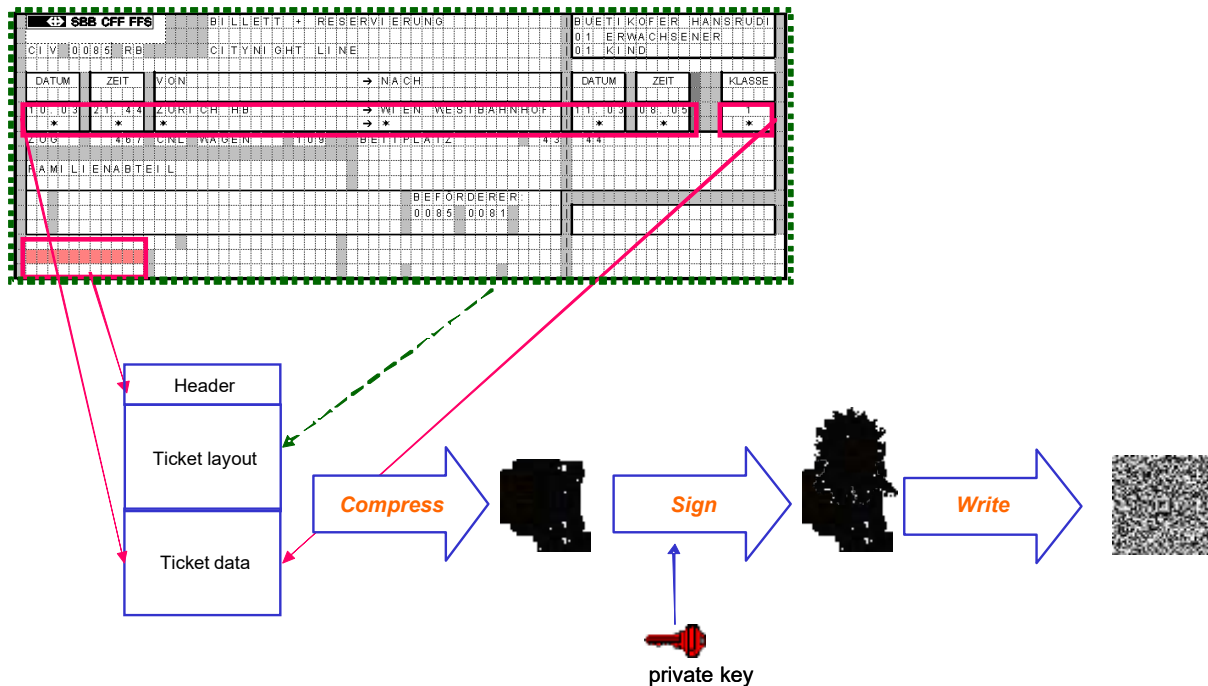 SBB CFF FFS BILLETT + RESERVIERUNG BUETIKOFER HANSRUDI
01 ERWACHSENER
CIV 0085 RB CITYNIGHT LINE 01 KIND
DATUM ZEIT VON → NACH DATUM ZEIT KLASSE
10 03 21 44 ZÜRICH HB → WIEN WESTBAHNHOF 11 03 08 05 1
* * * → * * * *
ZUG 467 CNL WAGEN 109 BETTPLATZ 43 44
FAMILIENABTEIL
BEFÖRDERER
0085 0081
Header
Ticket layout
Compress Sign Write
Ticket data
private key